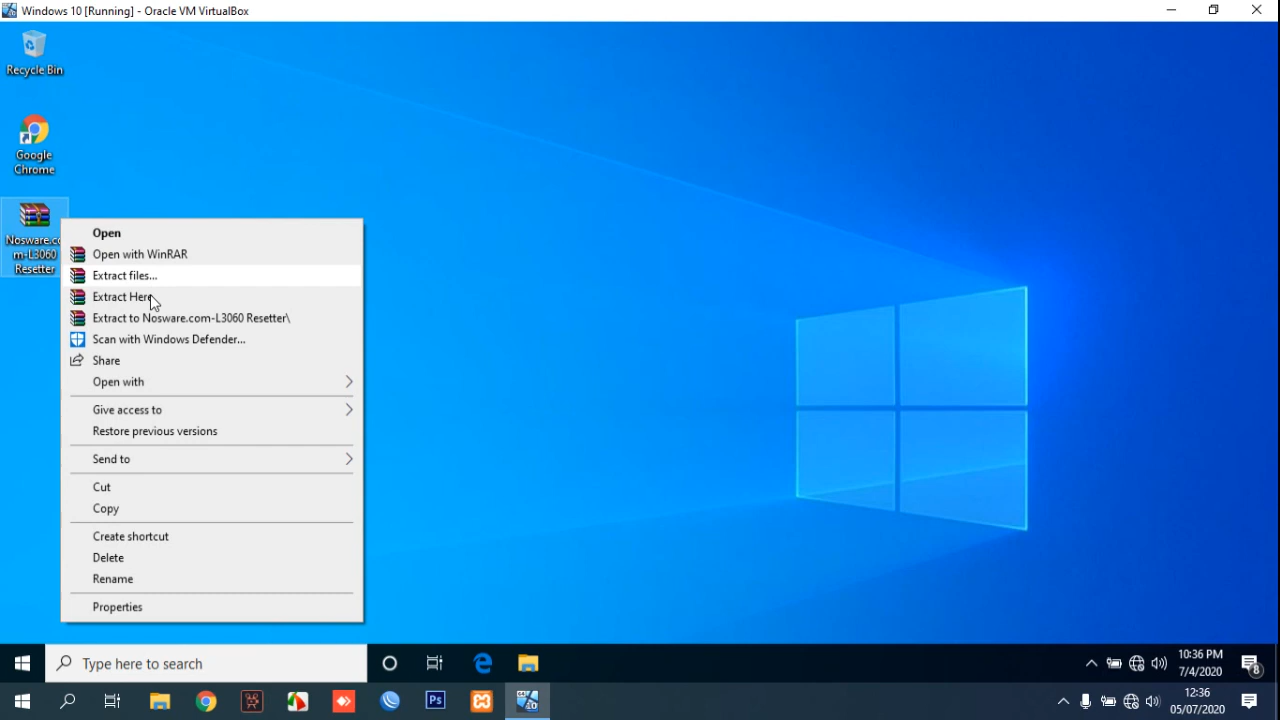 Windows 10 [Running] - Oracle VM VirtualBox
Recycle Bin
Google
Chrome
Nosware.co
m-L3060
Resetter
Open
Open with WinRAR
Extract files...
Extract Here
Extract to Nosware.com-L3060 Resetter\
Scan with Windows Defender...
Share
Open with
Give access to
Restore previous versions
Send to
Cut
Copy
Create shortcut
Delete
Rename
Properties
Type here to search
10:36 PM
7/4/2020
8
Ps
12:36
05/07/2020